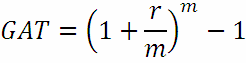 GAT = (1 + r/m)^m − 1